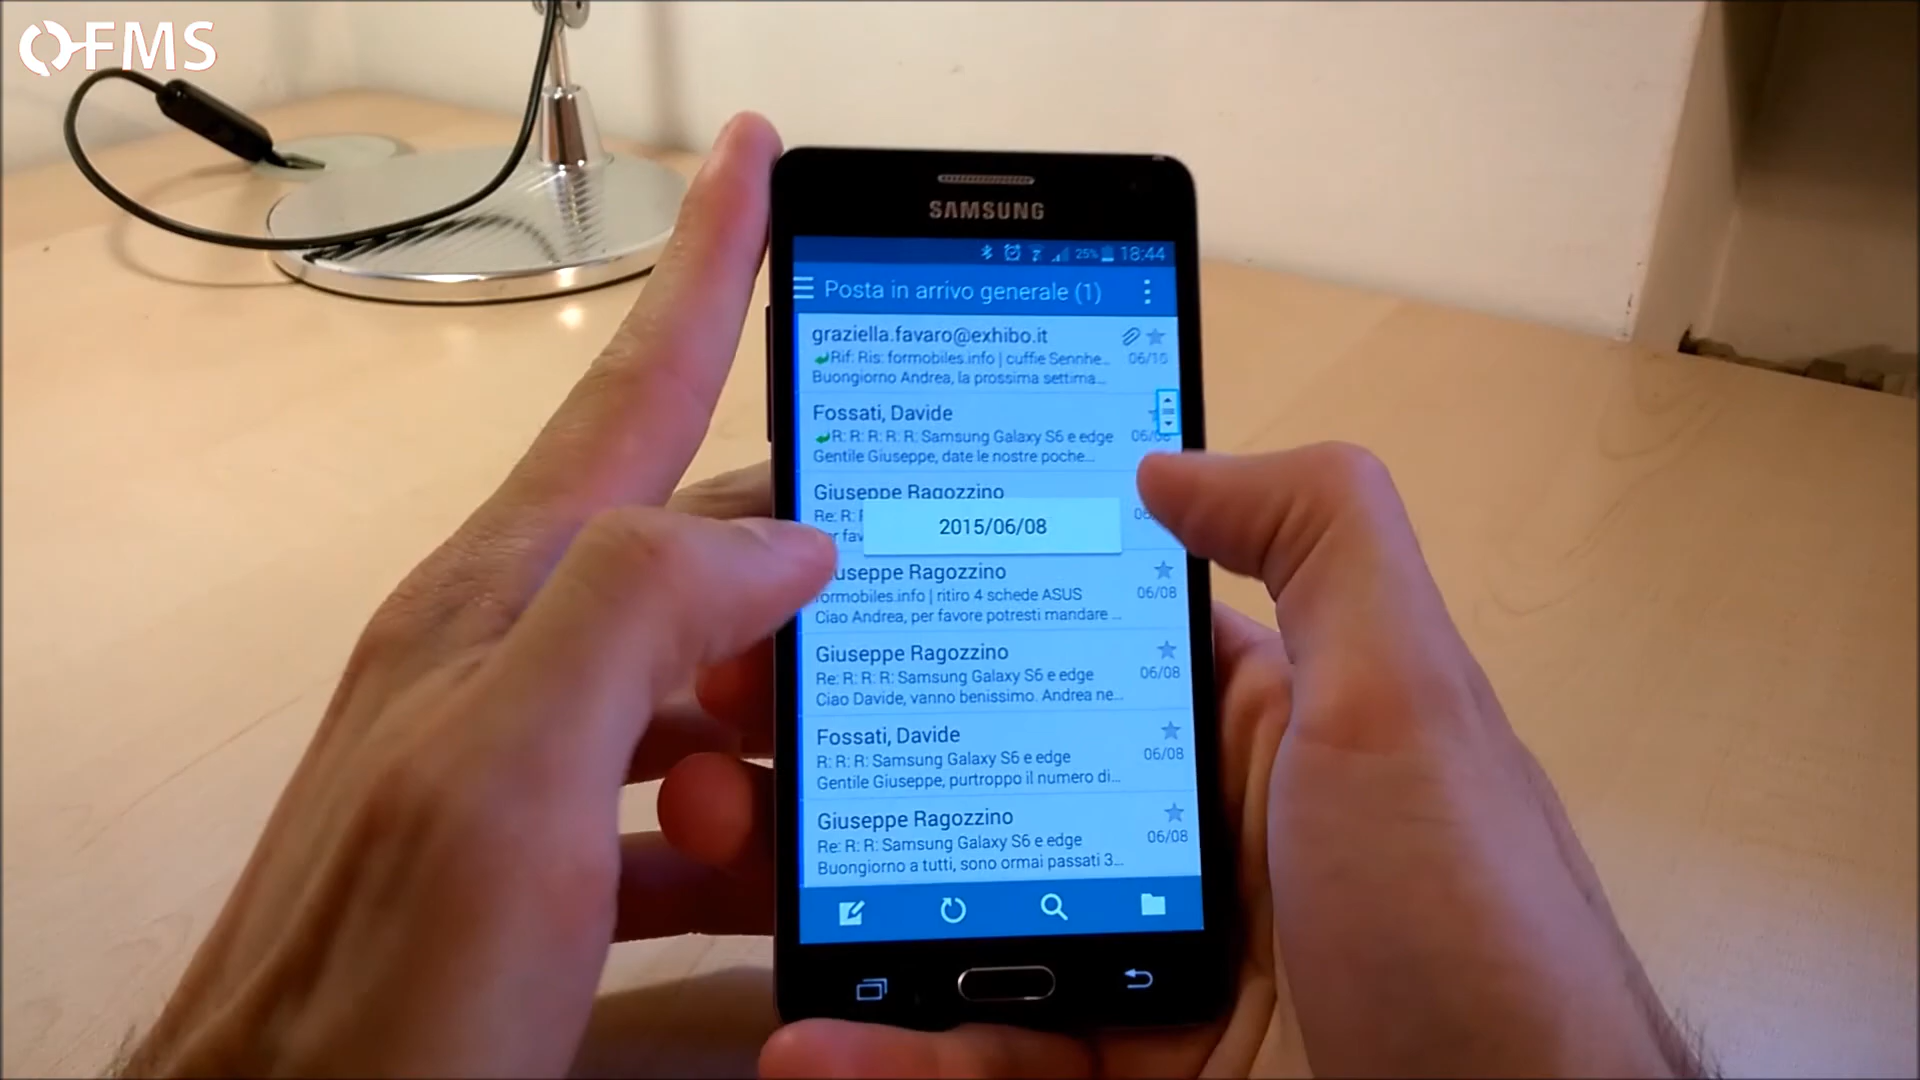 FMS
SAMSUNG
25% 18:44
Posta in arrivo generale (1)
graziella.favaro@exhibo.it
Rif: Ris: formobiles.info | cuffie Sennhe... 06/15
Buongiorno Andrea, la prossima settima...
Fossati, Davide
R: R: R: R: R: Samsung Galaxy S6 e edge 06/08
Gentile Giuseppe, date le nostre poche...
Giuseppe Ragozzino
Re: R:
2015/06/08
Giuseppe Ragozzino
formobiles.info | ritiro 4 schede ASUS 06/08
Ciao Andrea, per favore potresti mandare ...
Giuseppe Ragozzino
Re: R: R: R: Samsung Galaxy S6 e edge 06/08
Ciao Davide, vanno benissimo. Andrea ne...
Fossati, Davide
R: R: R: Samsung Galaxy S6 e edge 06/08
Gentile Giuseppe, purtroppo il numero di...
Giuseppe Ragozzino
Re: R: R: Samsung Galaxy S6 e edge 06/08
Buongiorno a tutti, sono ormai passati 3...